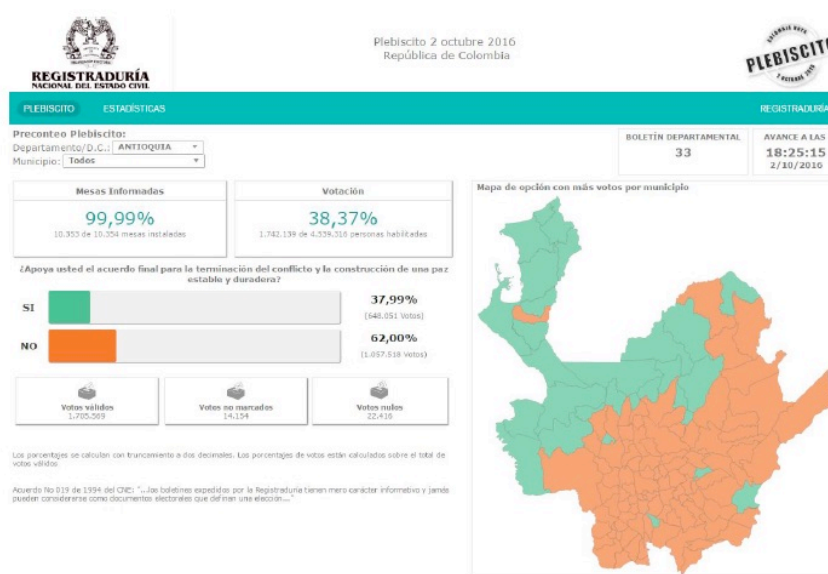 REGISTRADURÍA
NACIONAL DEL ESTADO CIVIL
Plebiscito 2 octubre 2016
República de Colombia
PLEBISCITO
2 OCTUBRE 2016
PLEBISCITO
ESTADÍSTICAS
REGISTRADURÍA
Preconteo Plebiscito:
Departamento/D.C.: ANTIOQUIA
Municipio: Todos
BOLETÍN DEPARTAMENTAL
33
AVANCE A LAS
18:25:15
2/10/2016
Mesas Informadas
99,99%
10.353 de 10.354 mesas instaladas
Votación
38,37%
1.742.139 de 4.539.516 personas habilitadas
¿Apoya usted el acuerdo final para la terminación del conflicto y la construcción de una paz
estable y duradera?
SI
37,99%
(648.051 Votos)
NO
62,00%
(1.057.518 Votos)
Votos válidos
1.705.569
Votos no marcados
14.154
Votos nulos
22.416
Los porcentajes se calculan con truncamiento a dos decimales. Los porcentajes de votos están calculados sobre el total de
votos válidos
Acuerdo No 019 de 1994 del CNE: "...los boletines expedidos por la Registraduría tienen mero carácter informativo y jamás
pueden considerarse como documentos electorales que definan una elección..."
Mapa de opción con más votos por municipio